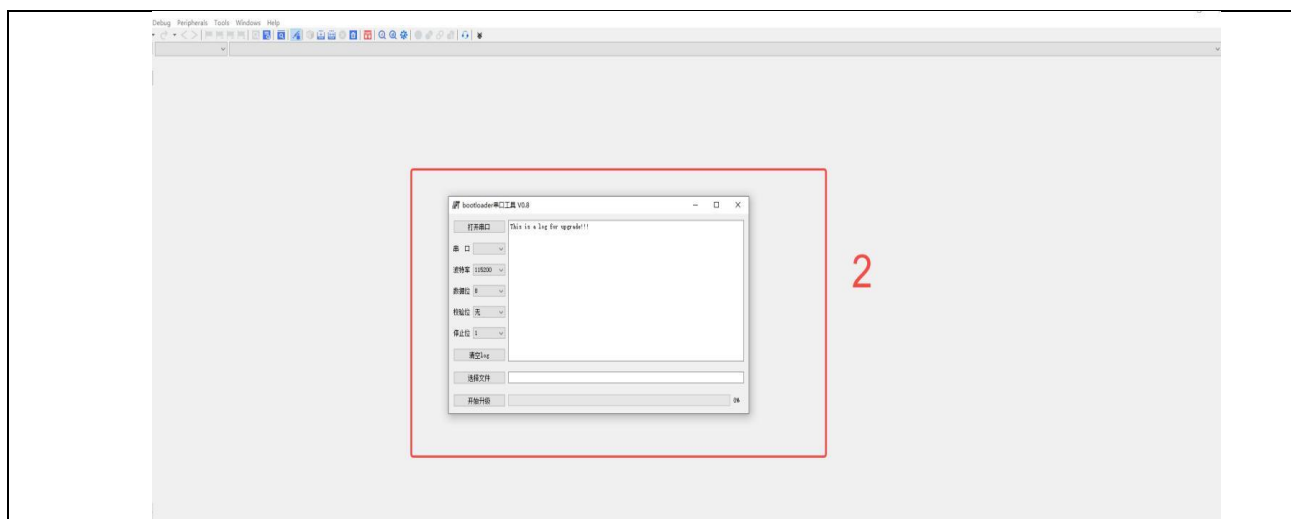 Debug Peripherals Tools Windows Help
bootloader串口工具 V0.8
打开串口
This is a log for upgrade!!!
串 口
波特率 115200
数据位 8
校验位 无
停止位 1
清空log
选择文件
开始升级
0%
2